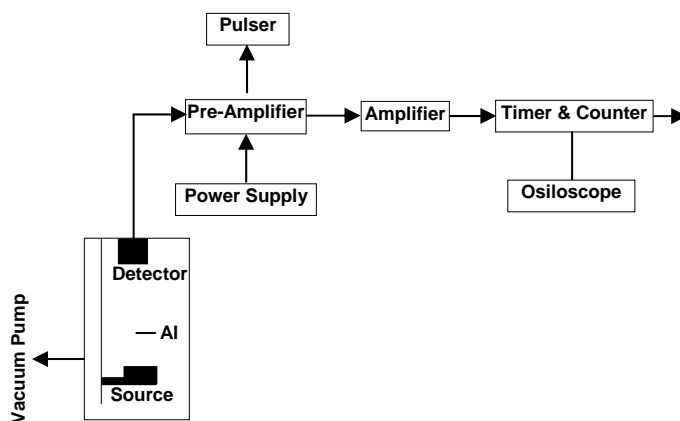 Pulser
Pre-Amplifier
Amplifier
Timer & Counter
Power Supply
Osiloscope
Detector
Al
Source
Vacuum Pump